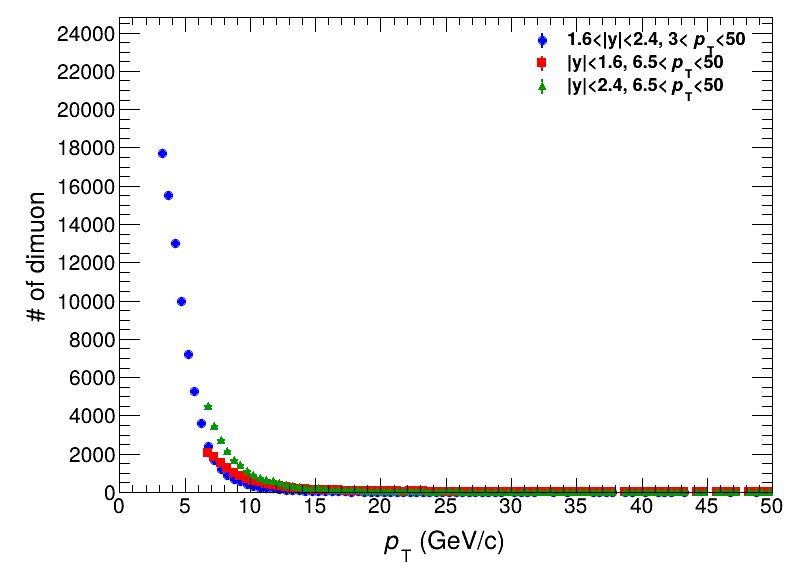 24000
22000
20000
18000
16000
14000
12000
10000
8000
6000
4000
2000
0
# of dimuon
1.6<|y|<2.4, 3< p_T<50
|y|<1.6, 6.5< p_T<50
|y|<2.4, 6.5< p_T<50
0 5 10 15 20 25 30 35 40 45 50
p_T (GeV/c)